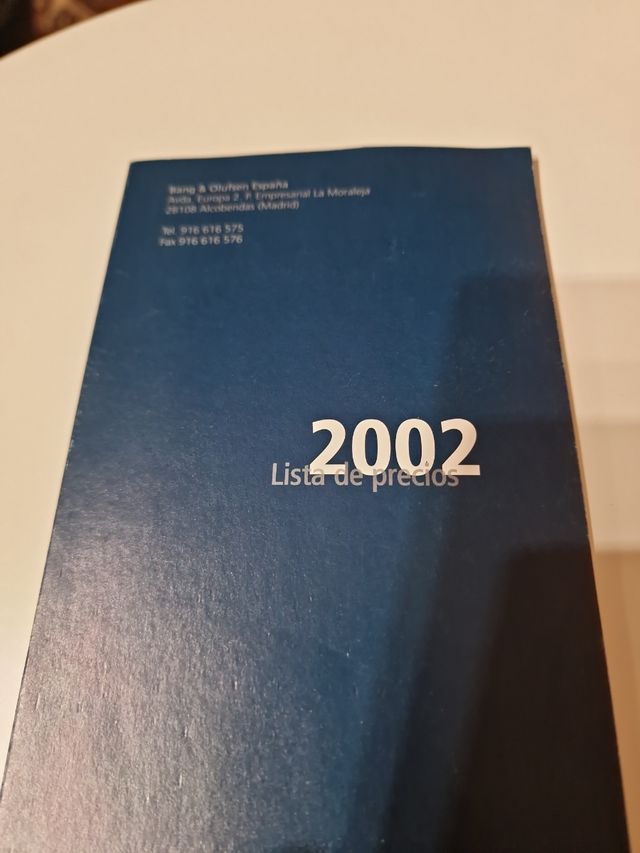 Bang & Olufsen España
Avda. Europa 2, P. Empresarial La Moraleja
28108 Alcobendas (Madrid)
Tel. 916 616 575
Fax 916 616 576
2002
Lista de precios